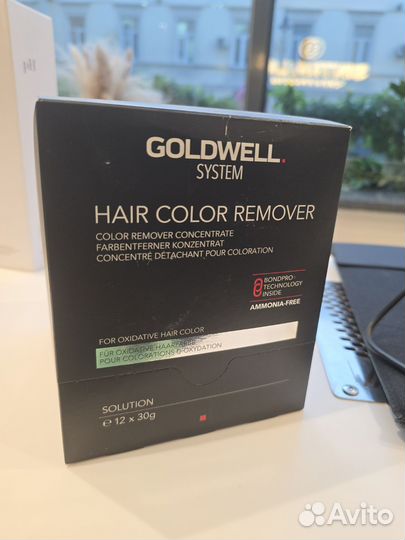 pH
GOLDWELL.
SYSTEM
HAIR COLOR REMOVER
COLOR REMOVER CONCENTRATE
FARBENTFERNER KONZENTRAT
CONCENTRÉ DÉTACHANT POUR COLORATION
BONDPRO+
TECHNOLOGY
INSIDE
AMMONIA-FREE
FOR OXIDATIVE HAIR COLOR
FÜR OXIDATIVE HAARFARBE
POUR COLORATIONS D'OXYDATION
SOLUTION
℮ 12 x 30g
Avito